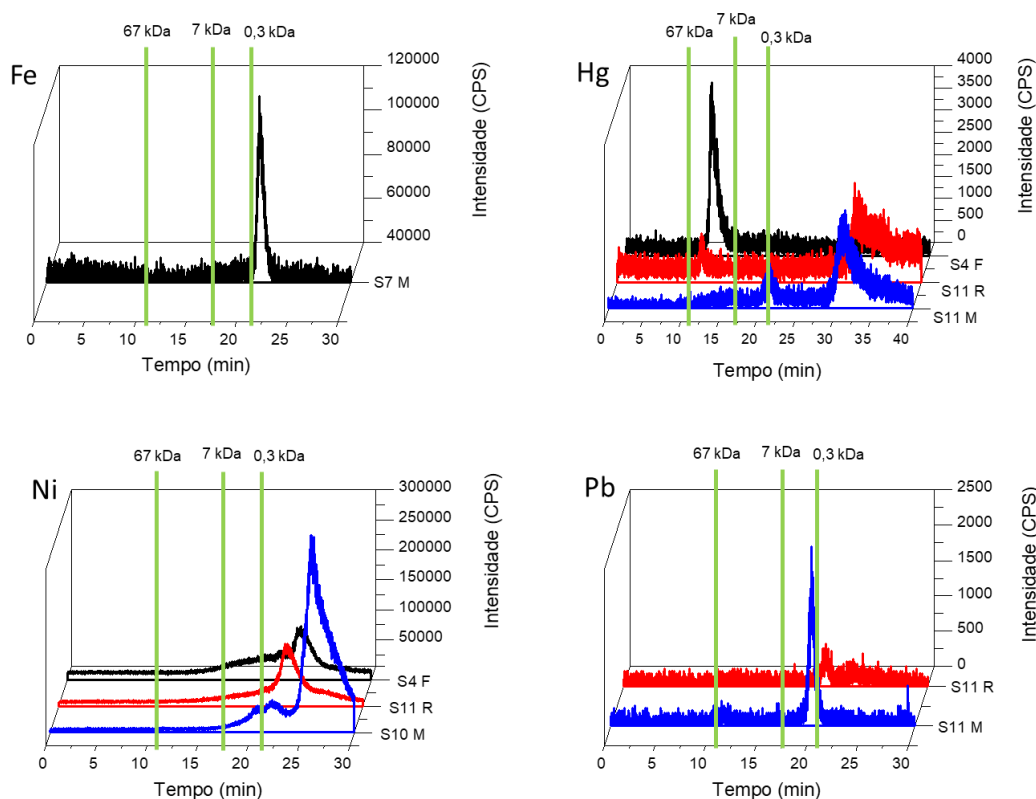 67 kDa 7 kDa 0,3 kDa
Fe
120000
100000
80000
60000
40000
Intensidade (CPS)
S7 M
0 5 10 15 20 25 30
Tempo (min)
67 kDa 7 kDa 0,3 kDa
Hg
4000
3500
3000
2500
2000
1500
1000
500
0
Intensidade (CPS)
S4 F
S11 R
S11 M
0 5 10 15 20 25 30 35 40
Tempo (min)
67 kDa 7 kDa 0,3 kDa
Ni
300000
250000
200000
150000
100000
50000
Intensidade (CPS)
S4 F
S11 R
S10 M
0 5 10 15 20 25 30
Tempo (min)
67 kDa 7 kDa 0,3 kDa
Pb
2500
2000
1500
1000
500
0
Intensidade (CPS)
S11 R
S11 M
0 5 10 15 20 25 30
Tempo (min)